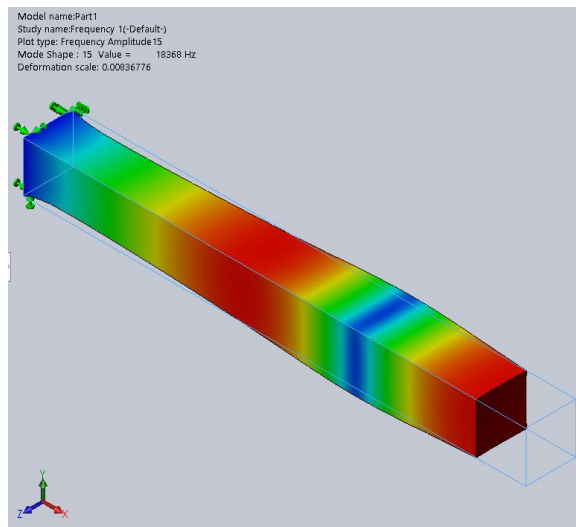 Model name:Part1
Study name:Frequency 1(-Default-)
Plot type: Frequency Amplitude15
Mode Shape : 15  Value =       18368 Hz
Deformation scale: 0.00836776
Y
Z
X